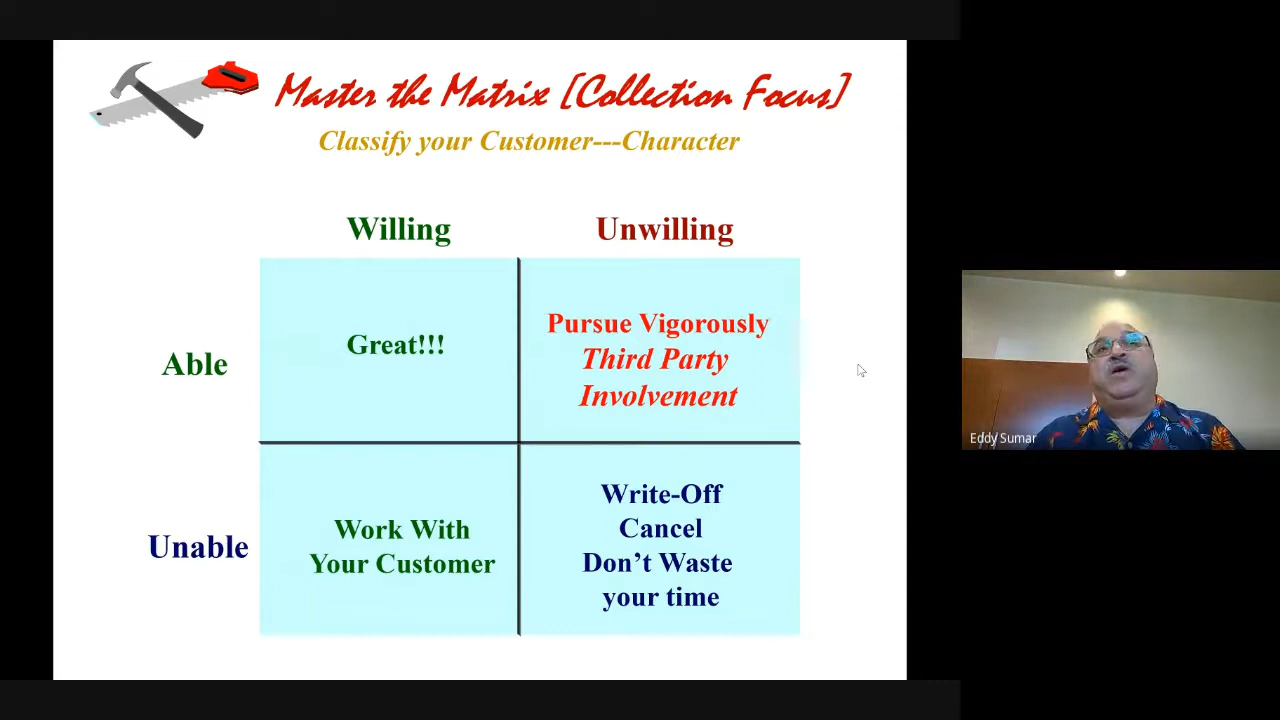 Master the Matrix [Collection Focus]
Classify your Customer---Character
Willing
Unwilling
Able
Great!!!
Pursue Vigorously
Third Party
Involvement
Unable
Work With
Your Customer
Write-Off
Cancel
Don't Waste
your time
Eddy Sumar